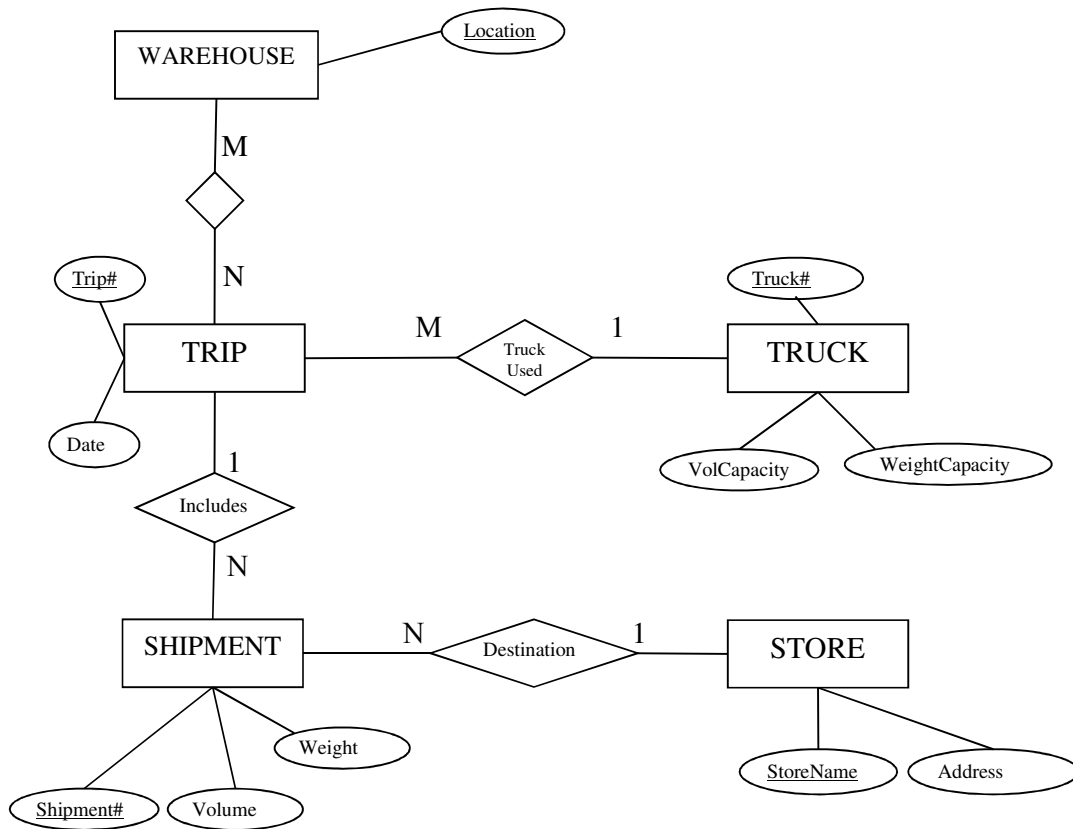 Location
WAREHOUSE
M
N
Trip#
Truck#
TRIP
M
Truck
Used
1
TRUCK
Date
VolCapacity
WeightCapacity
1
Includes
N
SHIPMENT
N
Destination
1
STORE
Weight
Shipment#
Volume
StoreName
Address